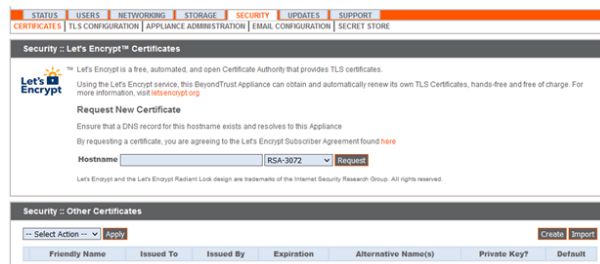 STATUS USERS NETWORKING STORAGE SECURITY UPDATES SUPPORT
CERTIFICATES | TLS CONFIGURATION | APPLIANCE ADMINISTRATION | EMAIL CONFIGURATION | SECRET STORE
Security :: Let's Encrypt™ Certificates
Let's Encrypt ™
Let's Encrypt is a free, automated, and open Certificate Authority that provides TLS certificates.
Using the Let's Encrypt service, this BeyondTrust Appliance can obtain and automatically renew its own TLS Certificates, hands-free and free of charge. For
more information, visit letsencrypt.org
Request New Certificate
Ensure that a DNS record for this hostname exists and resolves to this Appliance
By requesting a certificate, you are agreeing to the Let's Encrypt Subscriber Agreement found here
Hostname RSA-3072 Request
Let's Encrypt and the Let's Encrypt Radiant Lock design are trademarks of the Internet Security Research Group. All rights reserved.
Security :: Other Certificates
-- Select Action -- Apply Create Import
Friendly Name Issued To Issued By Expiration Alternative Name(s) Private Key? Default